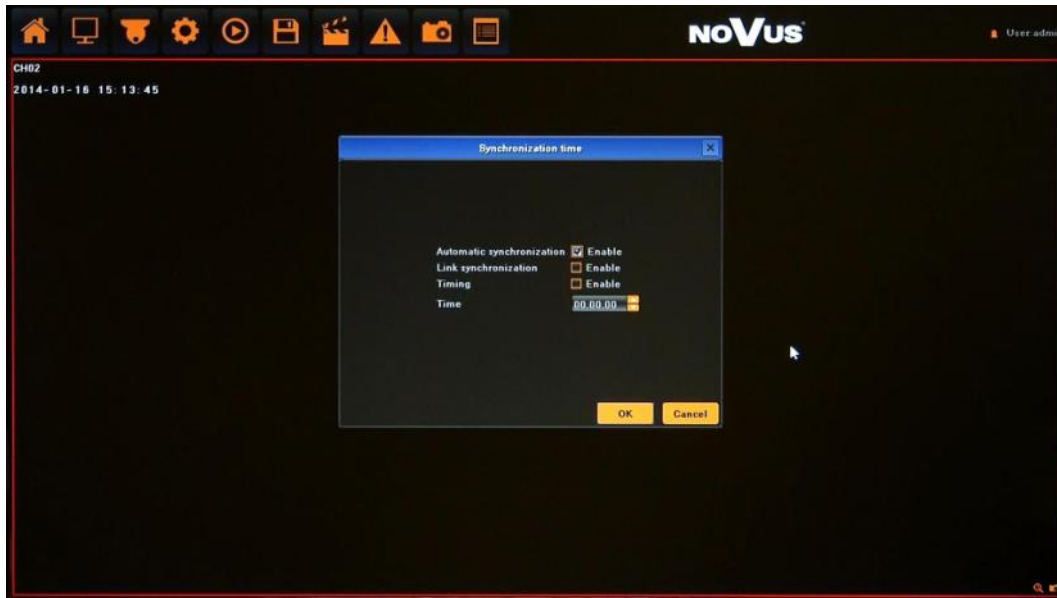 NOVUS
User admi
CH02
2014-01-16 15:13:45
Synchronization time
Automatic synchronization Enable
Link synchronization Enable
Timing Enable
Time 00.00.00
OK Cancel